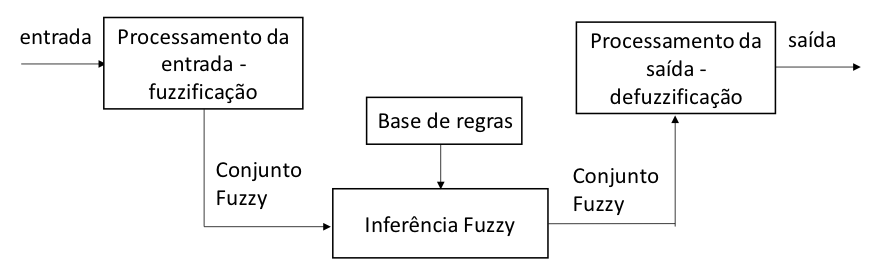 entrada
Processamento da
entrada -
fuzzificação
Conjunto
Fuzzy
Base de regras
Inferência Fuzzy
Conjunto
Fuzzy
Processamento da
saída -
defuzzificação
saída